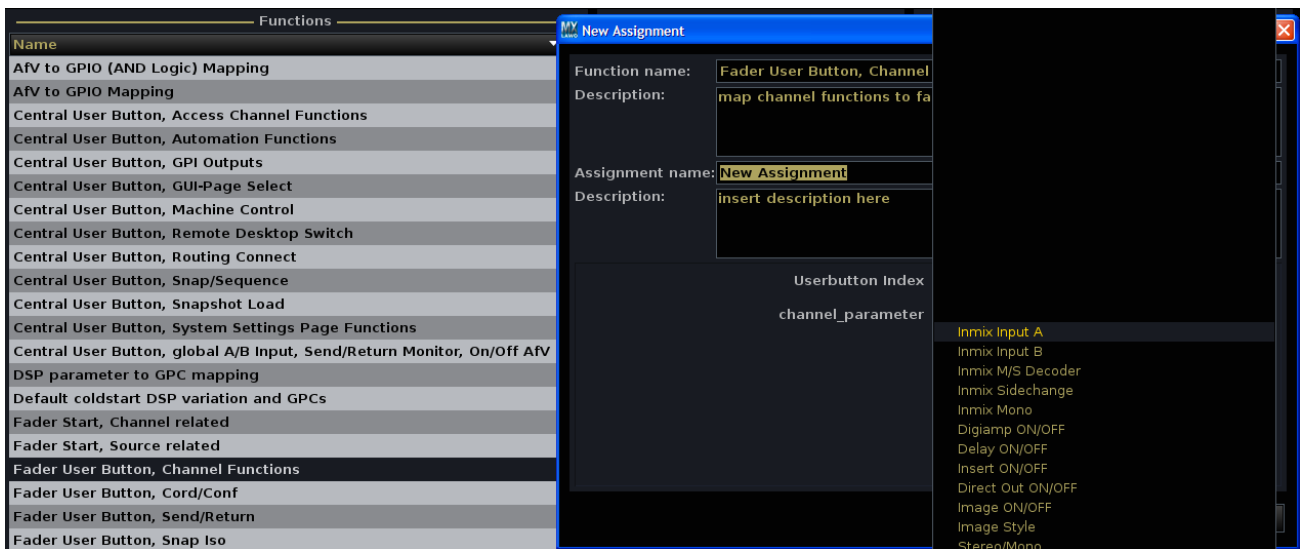 Functions
Name
AfV to GPIO (AND Logic) Mapping
AfV to GPIO Mapping
Central User Button, Access Channel Functions
Central User Button, Automation Functions
Central User Button, GPI Outputs
Central User Button, GUI-Page Select
Central User Button, Machine Control
Central User Button, Remote Desktop Switch
Central User Button, Routing Connect
Central User Button, Snap/Sequence
Central User Button, Snapshot Load
Central User Button, System Settings Page Functions
Central User Button, global A/B Input, Send/Return Monitor, On/Off AfV
DSP parameter to GPC mapping
Default coldstart DSP variation and GPCs
Fader Start, Channel related
Fader Start, Source related
Fader User Button, Channel Functions
Fader User Button, Cord/Conf
Fader User Button, Send/Return
Fader User Button, Snap Iso
MX LAWO New Assignment
Function name: Fader User Button, Channel
Description: map channel functions to fa
Assignment name: New Assignment
Description: insert description here
Userbutton Index
channel_parameter
Inmix Input A
Inmix Input B
Inmix M/S Decoder
Inmix Sidechange
Inmix Mono
Digiamp ON/OFF
Delay ON/OFF
Insert ON/OFF
Direct Out ON/OFF
Image ON/OFF
Image Style
Stereo/Mono